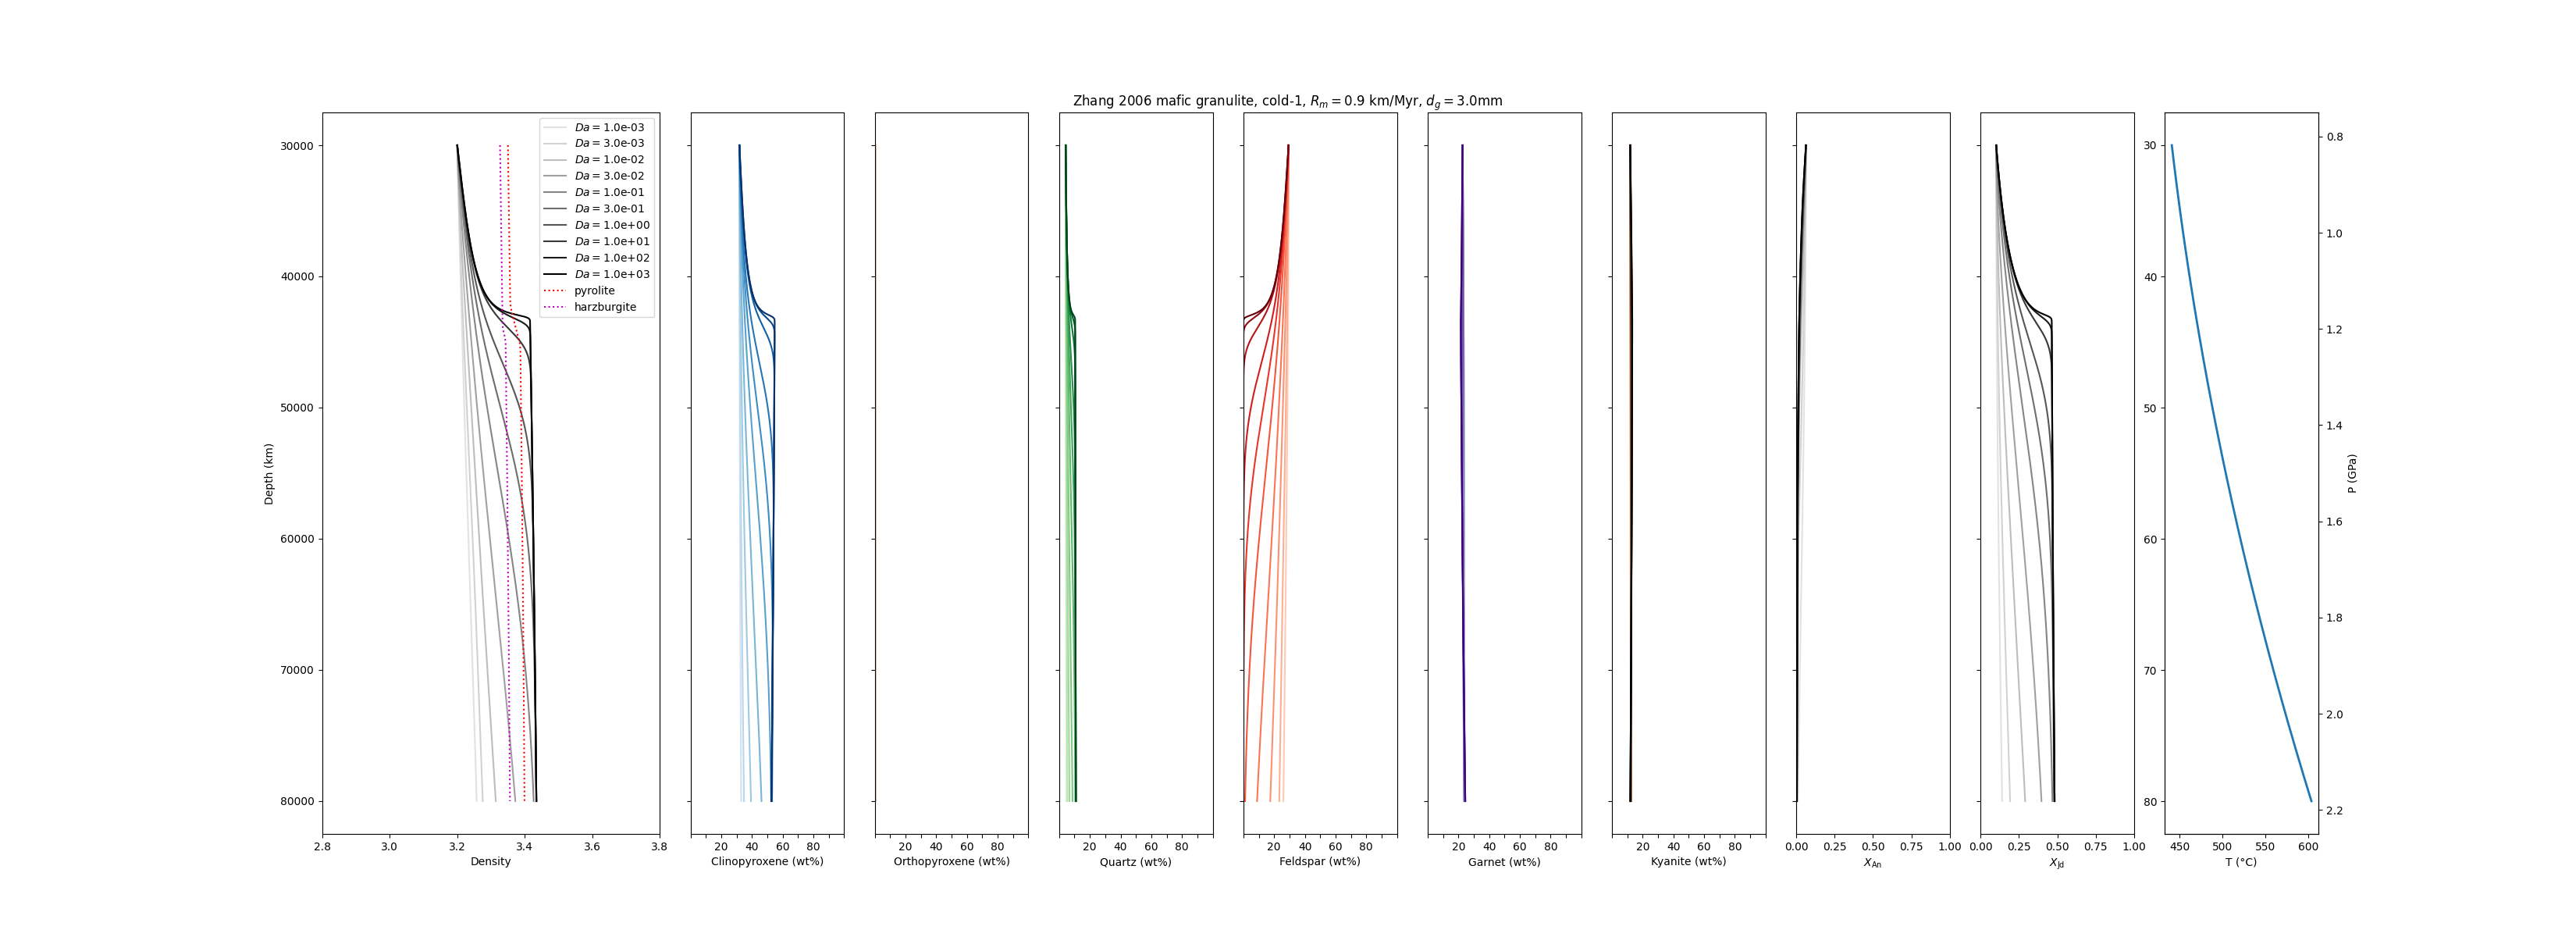 Zhang 2006 mafic granulite, cold-1, Rm = 0.9 km/Myr, dg = 3.0mm
Da = 1.0e-03
Da = 3.0e-03
Da = 1.0e-02
Da = 3.0e-02
Da = 1.0e-01
Da = 3.0e-01
Da = 1.0e+00
Da = 1.0e+01
Da = 1.0e+02
Da = 1.0e+03
pyrolite
harzburgite
Depth (km)
30000
40000
50000
60000
70000
80000
2.8 3.0 3.2 3.4 3.6 3.8
Density
20 40 60 80
Clinopyroxene (wt%)
20 40 60 80
Orthopyroxene (wt%)
20 40 60 80
Quartz (wt%)
20 40 60 80
Feldspar (wt%)
20 40 60 80
Garnet (wt%)
20 40 60 80
Kyanite (wt%)
0.00 0.25 0.50 0.75 1.00
XAn
0.00 0.25 0.50 0.75 1.00
XJd
30
40
50
60
70
80
450 500 550 600
T (°C)
0.8
1.0
1.2
1.4
1.6
1.8
2.0
2.2
P (GPa)